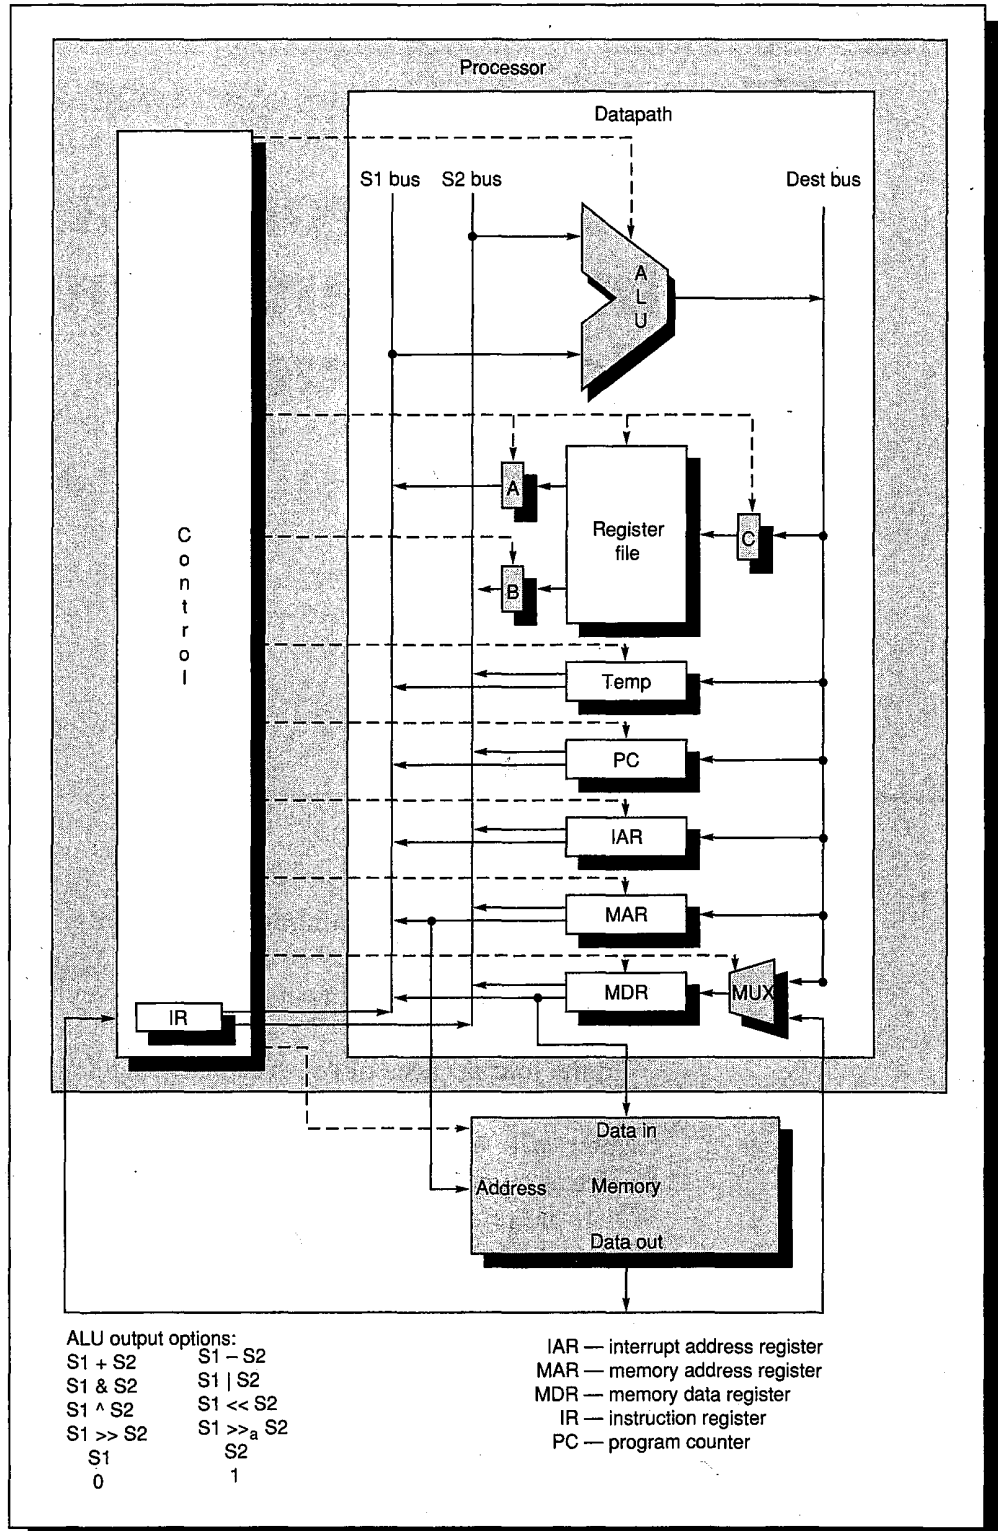 Processor
Datapath
S1 bus
S2 bus
Dest bus
A
L
U
A
Register
file
C
B
Control
Temp
PC
IAR
MAR
MDR
MUX
IR
Data in
Address
Memory
Data out
ALU output options:
S1 + S2
S1 – S2
S1 & S2
S1 | S2
S1 ^ S2
S1 << S2
S1 >> S2
S1 >>a S2
S1
S2
0
1
IAR — interrupt address register
MAR — memory address register
MDR — memory data register
IR — instruction register
PC — program counter